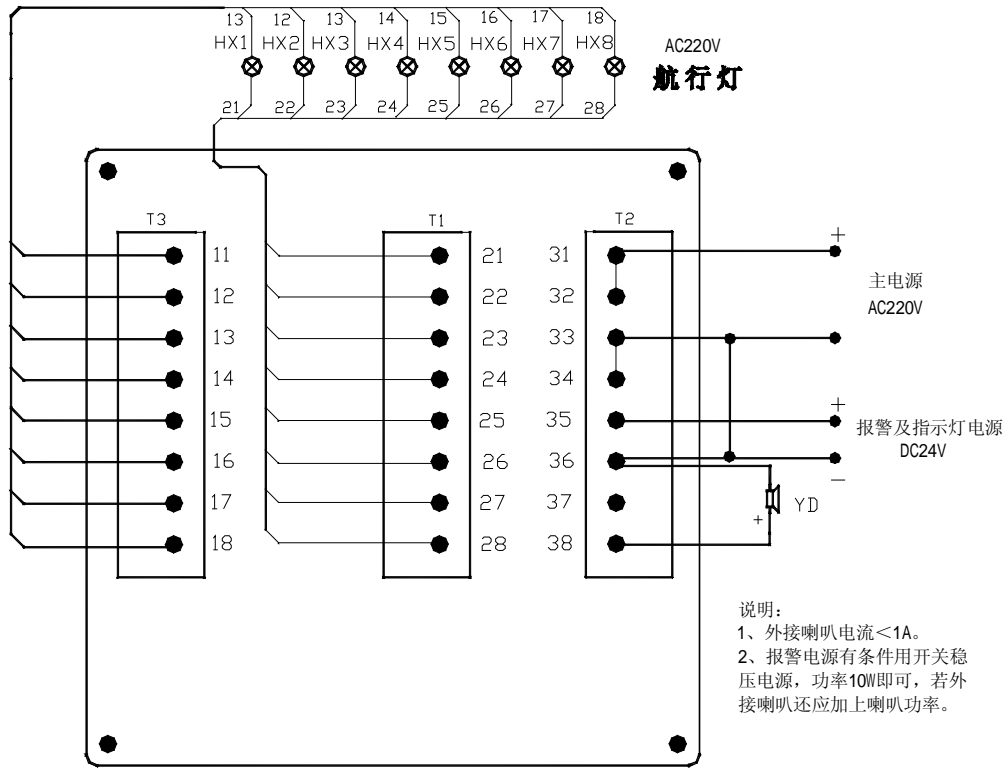 13 12 13 14 15 16 17 18
HX1 HX2 HX3 HX4 HX5 HX6 HX7 HX8
AC220V
航行灯
21 22 23 24 25 26 27 28
T3 T1 T2
11 21 31 +
12 22 32
主电源
AC220V
13 23 33
14 24 34
15 25 35 +
报警及指示灯电源
DC24V
16 26 36
－
17 27 37
+ YD
18 28 38
说明：
1、外接喇叭电流＜1A。
2、报警电源有条件用开关稳
压电源，功率10W即可，若外
接喇叭还应加上喇叭功率。